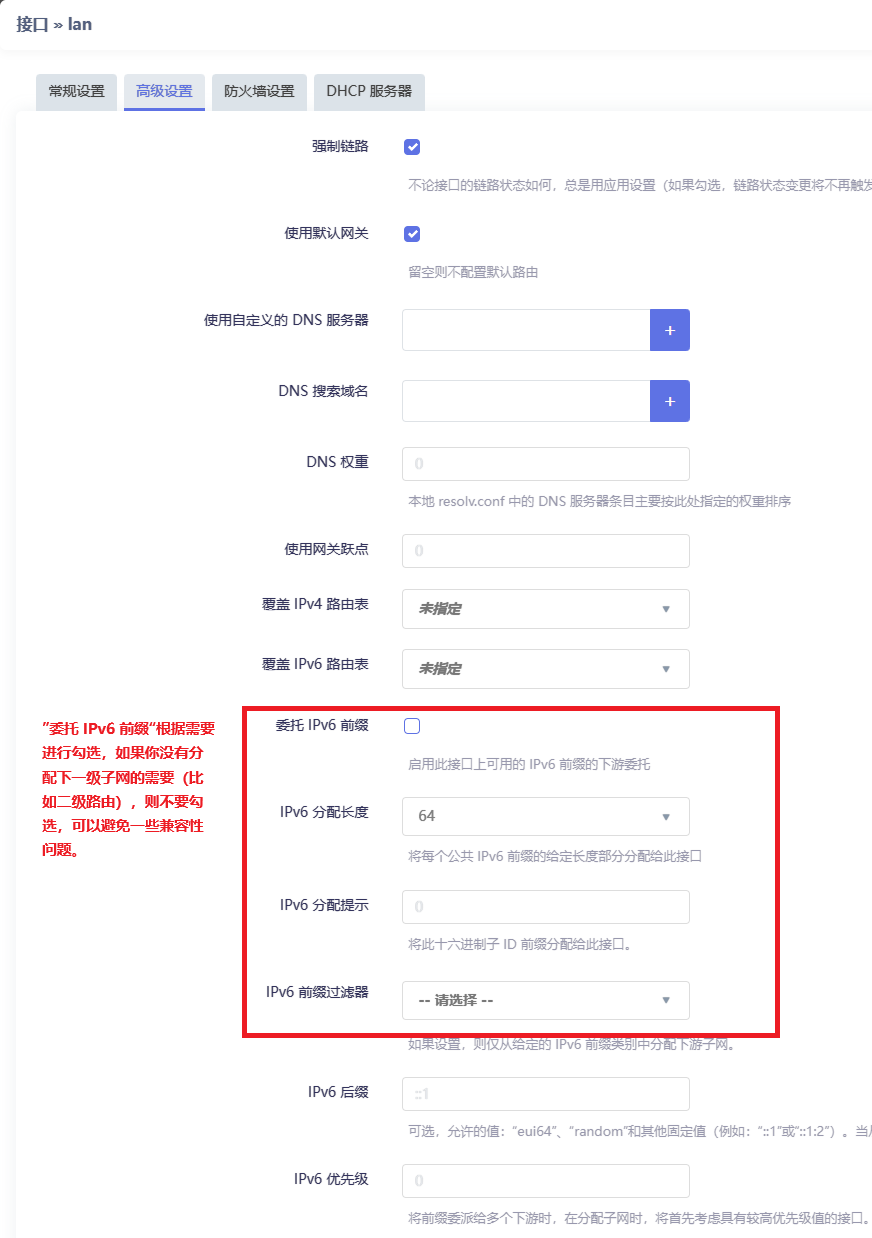 接口 » lan
常规设置
高级设置
防火墙设置
DHCP 服务器
强制链路
不论接口的链路状态如何，总是用应用设置（如果勾选，链路状态变更将不再触发
使用默认网关
留空则不配置默认路由
使用自定义的 DNS 服务器
+
DNS 搜索域名
+
DNS 权重
0
本地 resolv.conf 中的 DNS 服务器条目主要按此处指定的权重排序
使用网关跃点
0
覆盖 IPv4 路由表
未指定
覆盖 IPv6 路由表
未指定
”委托 IPv6 前缀“根据需要
进行勾选，如果你没有分
配下一级子网的需要（比
如二级路由），则不要勾
选，可以避免一些兼容性
问题。
委托 IPv6 前缀
启用此接口上可用的 IPv6 前缀的下游委托
IPv6 分配长度
64
将每个公共 IPv6 前缀的给定长度部分分配给此接口
IPv6 分配提示
0
将此十六进制子 ID 前缀分配给此接口。
IPv6 前缀过滤器
-- 请选择 --
如果设置，则仅从给定的 IPv6 前缀类别中分配下游子网。
IPv6 后缀
::1
可选，允许的值：“eui64”、“random”和其他固定值（例如：“::1”或“::1:2”）。当从
IPv6 优先级
0
将前缀委派给多个下游时，在分配子网时，将首先考虑具有较高优先级值的接口。